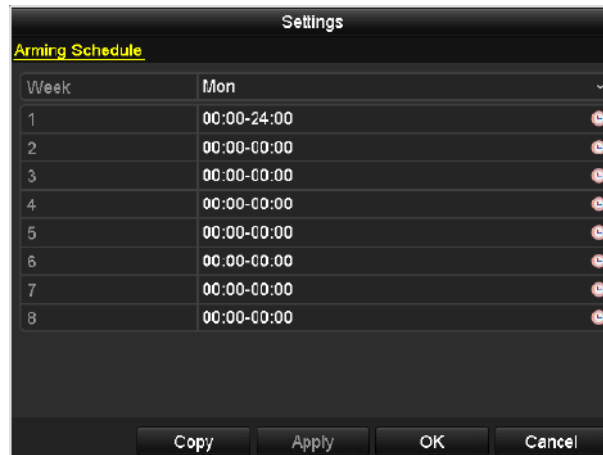 Settings
Arming Schedule
Week Mon
1 00:00-24:00
2 00:00-00:00
3 00:00-00:00
4 00:00-00:00
5 00:00-00:00
6 00:00-00:00
7 00:00-00:00
8 00:00-00:00
Copy Apply OK Cancel